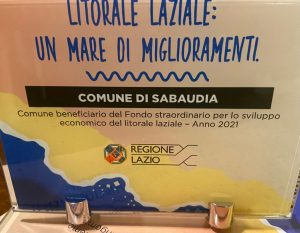 LITORALE LAZIALE:
UN MARE DI MIGLIORAMENTI.
COMUNE DI SABAUDIA
Comune beneficiario del Fondo straordinario per lo sviluppo
economico del litorale laziale – Anno 2021
REGIONE
LAZIO